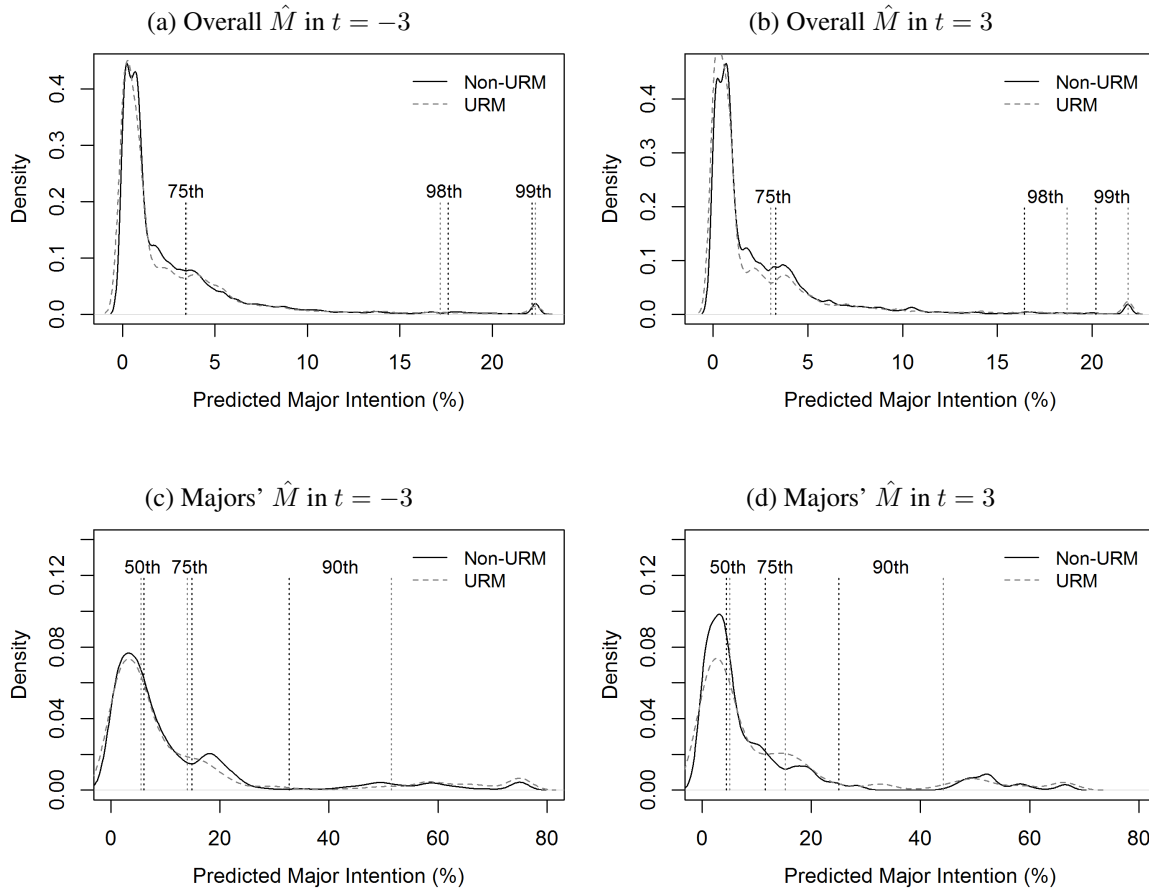 (a) Overall M̂ in t = −3
Non-URM
URM
75th
98th
99th
Density
0.0 0.1 0.2 0.3 0.4
0 5 10 15 20
Predicted Major Intention (%)
(b) Overall M̂ in t = 3
Non-URM
URM
75th
98th
99th
Density
0.0 0.1 0.2 0.3 0.4
0 5 10 15 20
Predicted Major Intention (%)
(c) Majors' M̂ in t = −3
Non-URM
URM
50th 75th 90th
Density
0.00 0.04 0.08 0.12
0 20 40 60 80
Predicted Major Intention (%)
(d) Majors' M̂ in t = 3
Non-URM
URM
50th 75th 90th
Density
0.00 0.04 0.08 0.12
0 20 40 60 80
Predicted Major Intention (%)